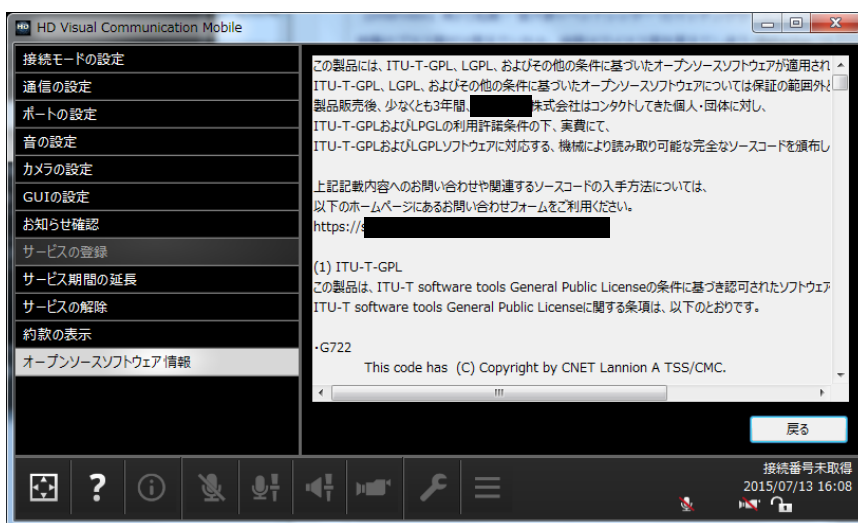 HD Visual Communication Mobile
接続モードの設定
通信の設定
ポートの設定
音の設定
カメラの設定
GUIの設定
お知らせ確認
サービスの登録
サービス期間の延長
サービスの解除
約款の表示
オープンソースソフトウェア情報
この製品には、ITU-T-GPL、LGPL、およびその他の条件に基づいたオープンソースソフトウェアが適用され
ITU-T-GPL、LGPL、およびその他の条件に基づいたオープンソースソフトウェアについては保証の範囲外
製品販売後、少なくとも3年間、 株式会社はコンタクトしてきた個人・団体に対し、
ITU-T-GPLおよびLPGLの利用許諾条件の下、実費にて、
ITU-T-GPLおよびLGPLソフトウェアに対応する、機械により読み取り可能な完全なソースコードを頒布し
上記記載内容へのお問い合わせや関連するソースコードの入手方法については、
以下のホームページにあるお問い合わせフォームをご利用ください。
https://
(1) ITU-T-GPL
この製品は、ITU-T software tools General Public Licenseの条件に基づき認可されたソフトウェア
ITU-T software tools General Public Licenseに関する条項は、以下のとおりです。
・G722
This code has (C) Copyright by CNET Lannion A TSS/CMC.
戻る
接続番号未取得
2015/07/13 16:08